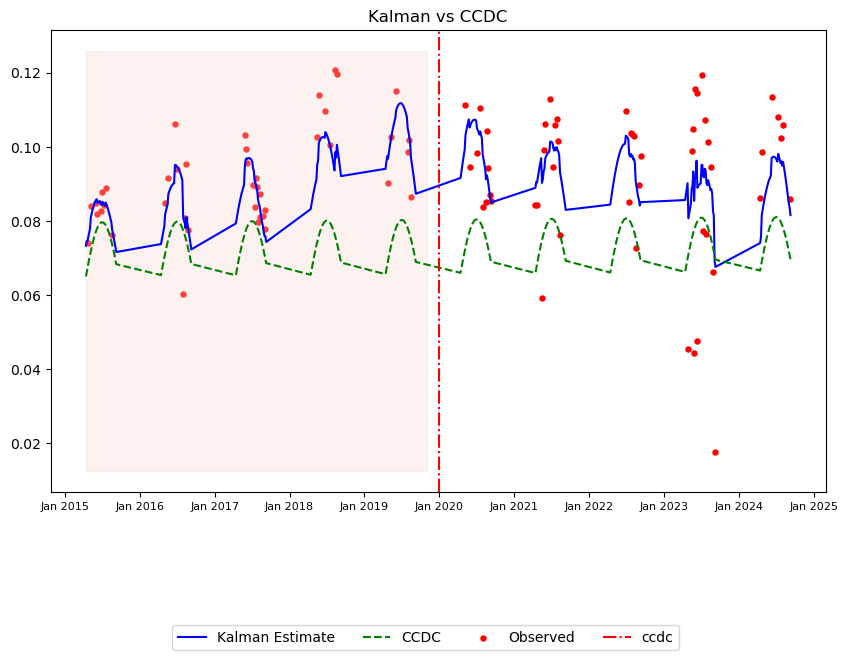 Kalman vs CCDC
0.12
0.10
0.08
0.06
0.04
0.02
Jan 2015 Jan 2016 Jan 2017 Jan 2018 Jan 2019 Jan 2020 Jan 2021 Jan 2022 Jan 2023 Jan 2024 Jan 2025
Kalman Estimate CCDC Observed ccdc